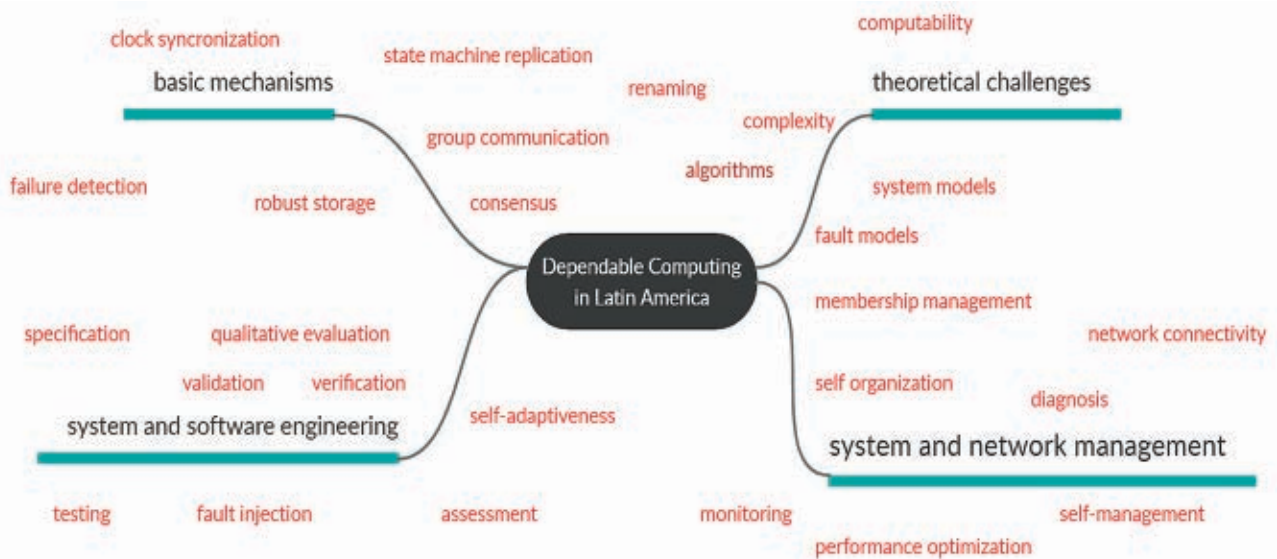 computability
clock syncronization
state machine replication
basic mechanisms
theoretical challenges
renaming
complexity
group communication
algorithms
failure detection
system models
robust storage
consensus
fault models
Dependable Computing
in Latin America
membership management
specification
qualitative evaluation
network connectivity
validation
verification
self organization
diagnosis
self-adaptiveness
system and software engineering
system and network management
testing
fault injection
assessment
monitoring
self-management
performance optimization